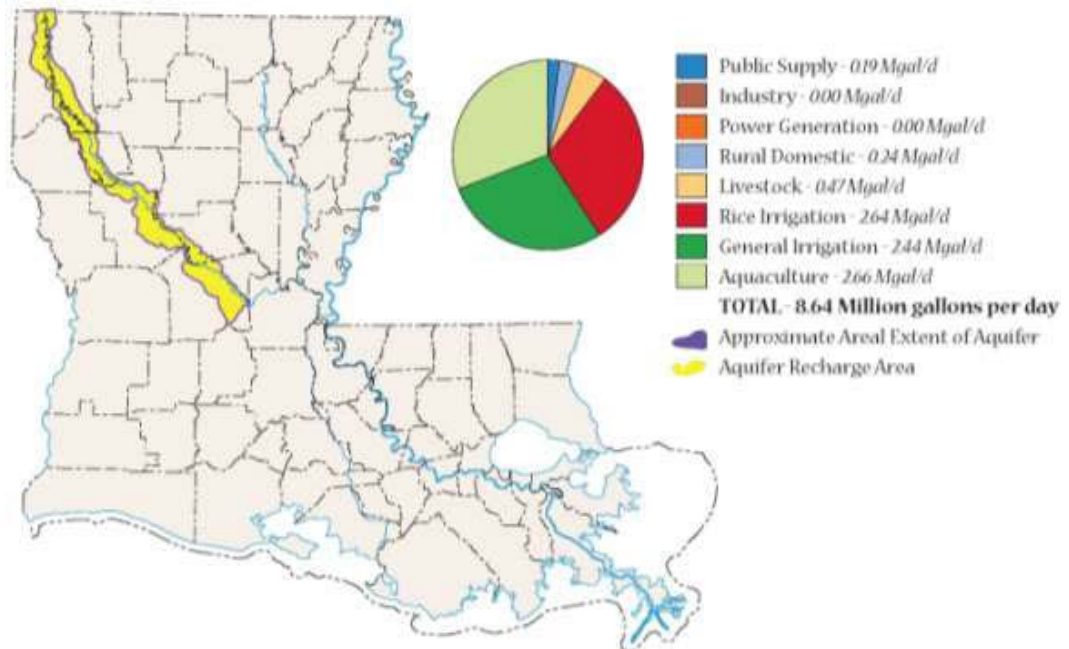 Public Supply - 0.19 Mgal/d
Industry - 0.00 Mgal/d
Power Generation - 0.00 Mgal/d
Rural Domestic - 0.24 Mgal/d
Livestock - 0.47 Mgal/d
Rice Irrigation - 2.64 Mgal/d
General Irrigation - 2.44 Mgal/d
Aquaculture - 2.66 Mgal/d
TOTAL - 8.64 Million gallons per day
Approximate Areal Extent of Aquifer
Aquifer Recharge Area